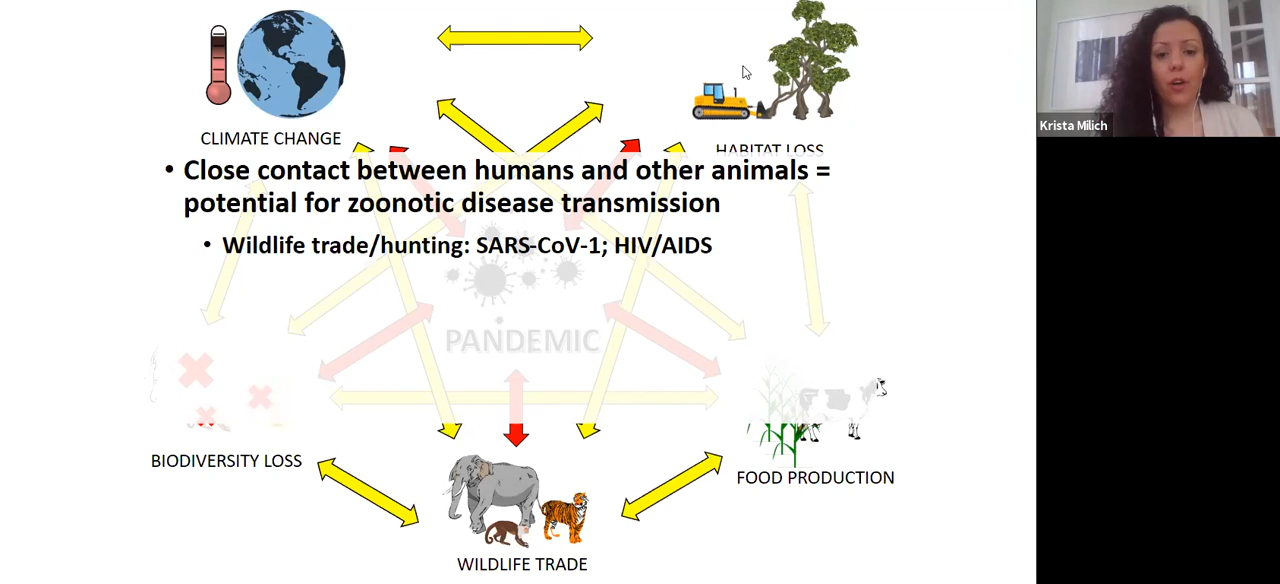 CLIMATE CHANGE
HABITAT LOSS
• Close contact between humans and other animals =
potential for zoonotic disease transmission
• Wildlife trade/hunting: SARS-CoV-1; HIV/AIDS
PANDEMIC
BIODIVERSITY LOSS
FOOD PRODUCTION
WILDLIFE TRADE
Krista Milich